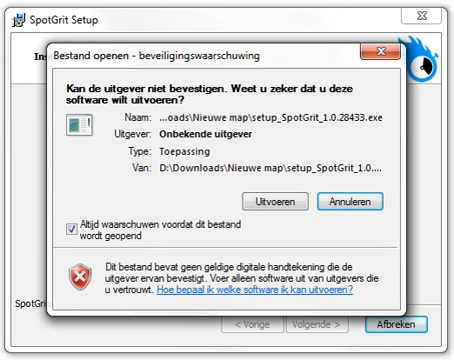 SpotGrit Setup
Ins
Bestand openen - beveiligingswaarschuwing
Kan de uitgever niet bevestigen. Weet u zeker dat u deze
software wilt uitvoeren?
Naam: ...oads\Nieuwe map\setup_SpotGrit_1.0.28433.exe
Uitgever: Onbekende uitgever
Type: Toepassing
Van: D:\Downloads\Nieuwe map\setup_SpotGrit_1.0....
Uitvoeren Annuleren
Altijd waarschuwen voordat dit bestand
wordt geopend
Dit bestand bevat geen geldige digitale handtekening die de
uitgever ervan bevestigt. Voer alleen software uit van uitgevers die
u vertrouwt. Hoe bepaal ik welke software ik kan uitvoeren?
SpotGri
< Vorige Volgende > Afbreken